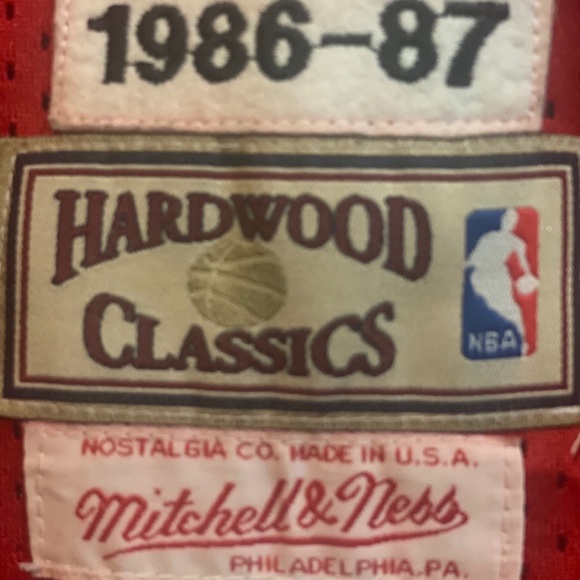 1986-87
HARDWOOD
CLASSICS
NBA
NOSTALGIA CO. MADE IN U.S.A.
Mitchell & Ness
PHILADELPHIA.PA.